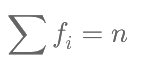 ∑ fᵢ = n